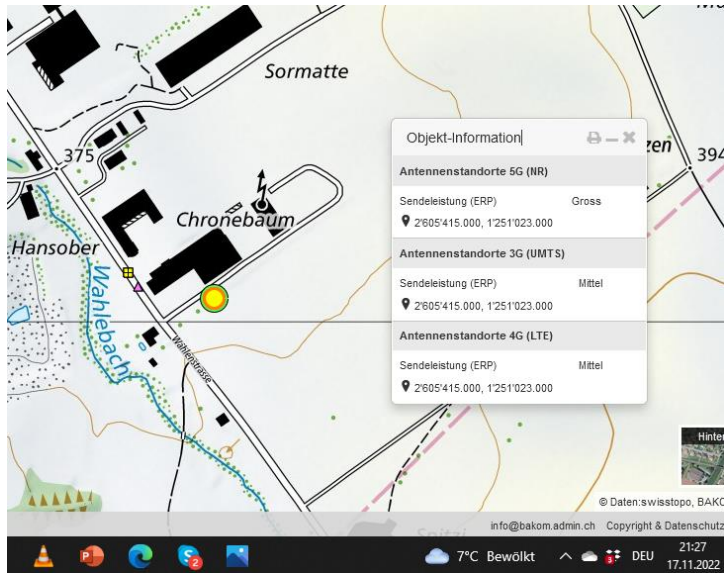 Sormatte
375
zen
394
Chronebaum
Hansober
Wahlebach
Wahlenstrasse
Objekt-Information
Antennenstandorte 5G (NR)
Sendeleistung (ERP) Gross
2'605'415.000, 1'251'023.000
Antennenstandorte 3G (UMTS)
Sendeleistung (ERP) Mittel
2'605'415.000, 1'251'023.000
Antennenstandorte 4G (LTE)
Sendeleistung (ERP) Mittel
2'605'415.000, 1'251'023.000
Hinter
© Daten:swisstopo, BAKO
Spitzi
info@bakom.admin.ch Copyright & Datenschutz
2
7°C Bewölkt
DEU
21:27
17.11.2022